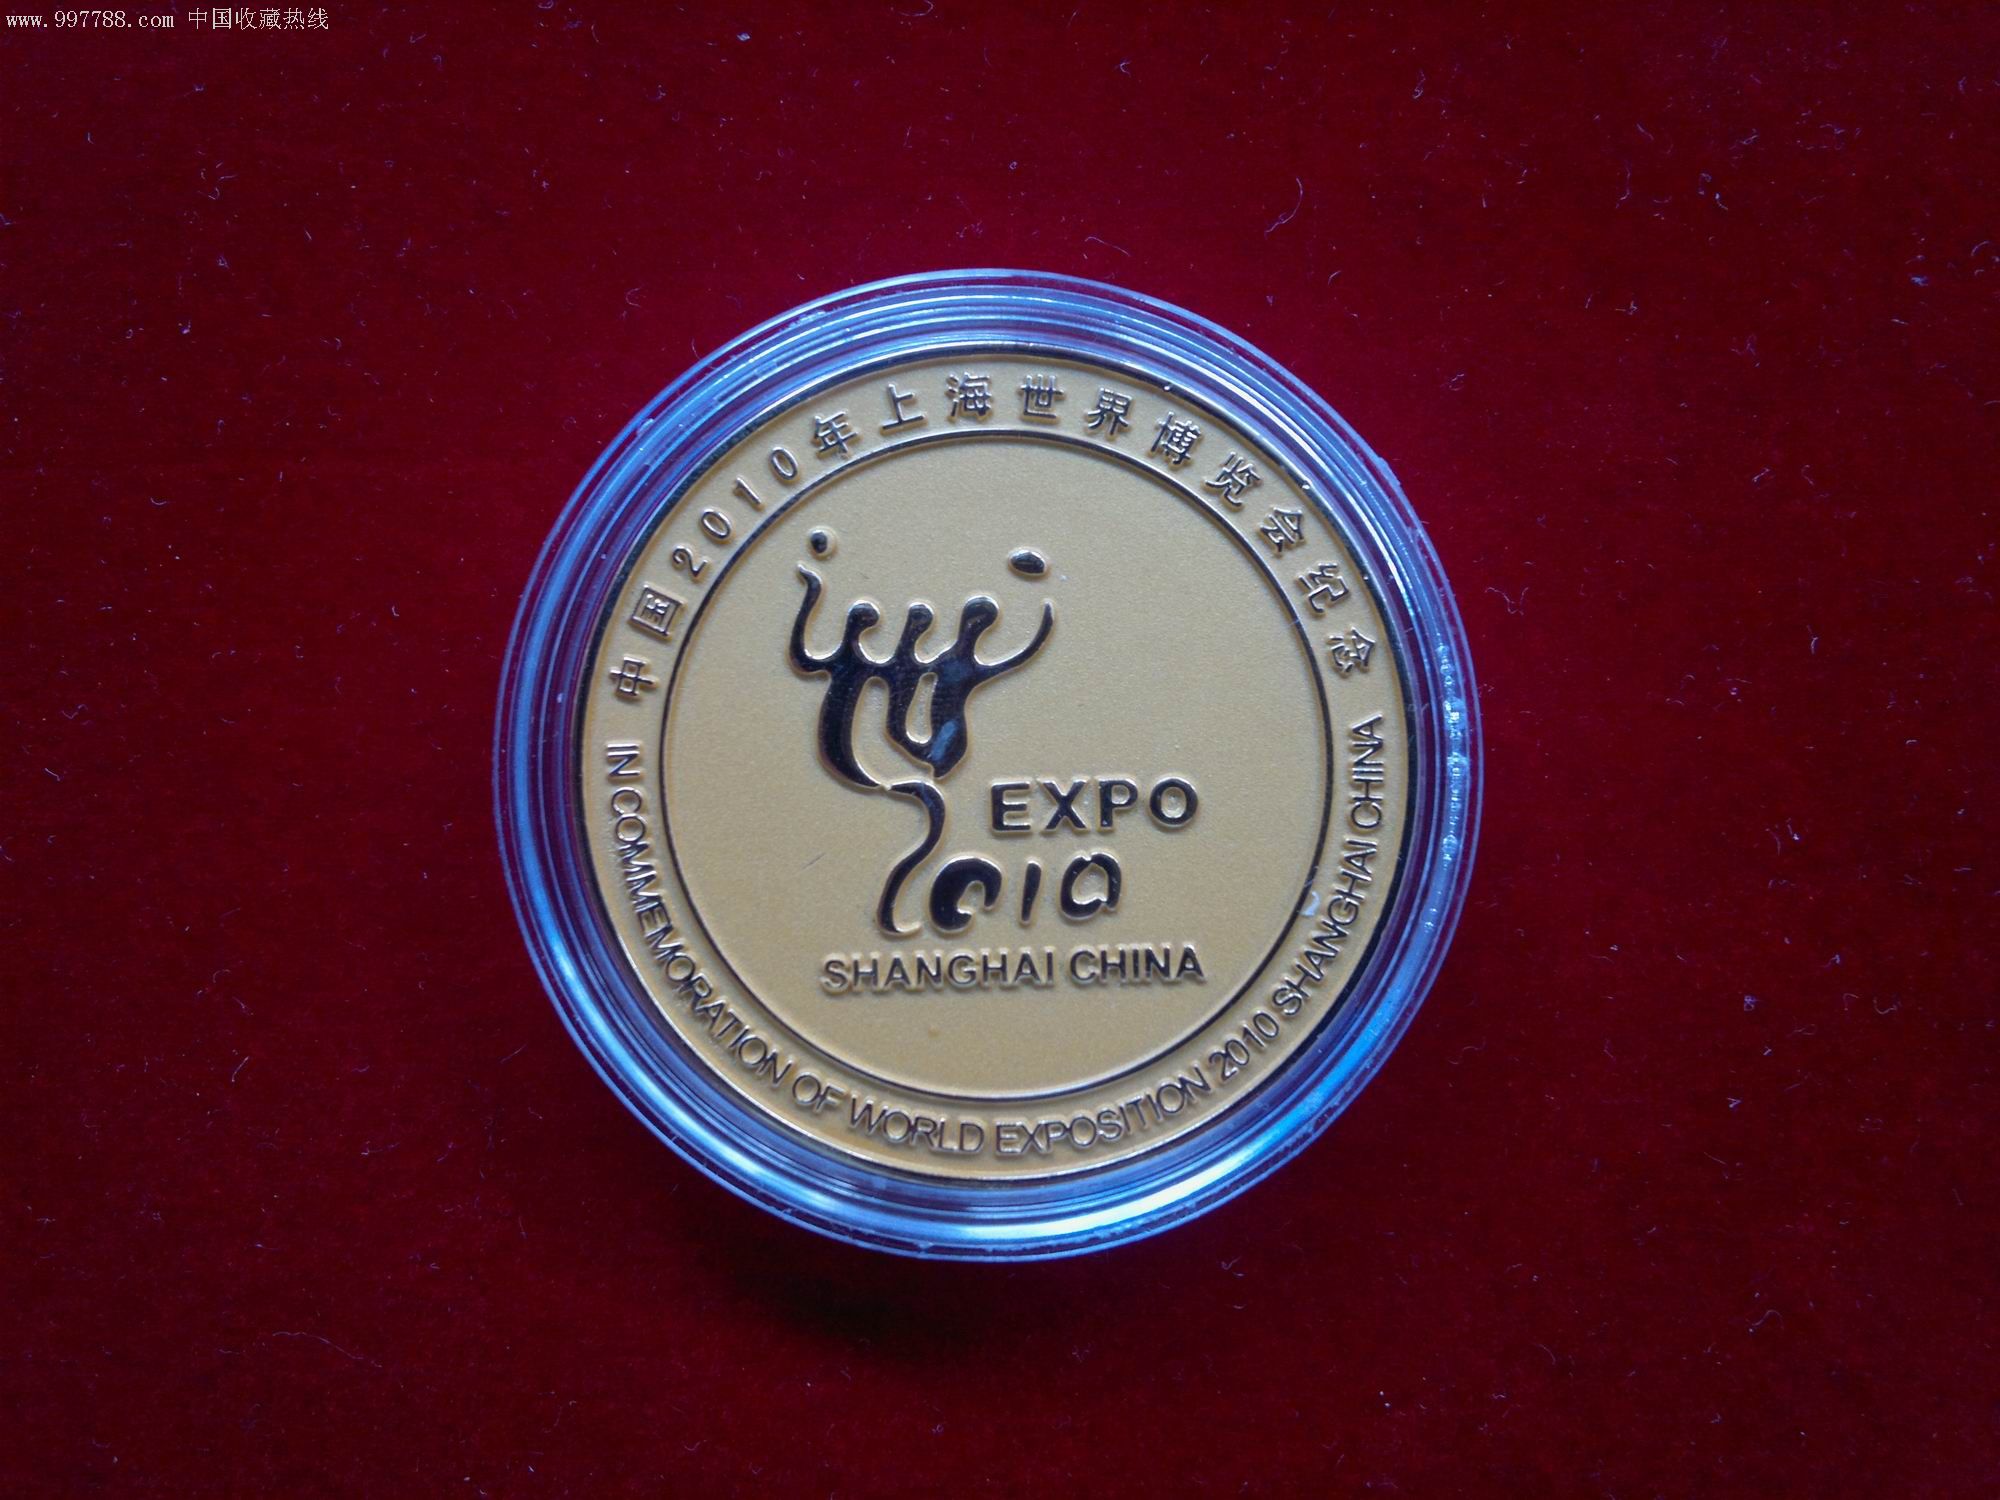 www.997788.com 中国收藏热线
中国2010年上海世界博览会纪念
EXPO
2010
SHANGHAI CHINA
IN COMMEMORATION OF WORLD EXPOSITION 2010 SHANGHAI CHINA